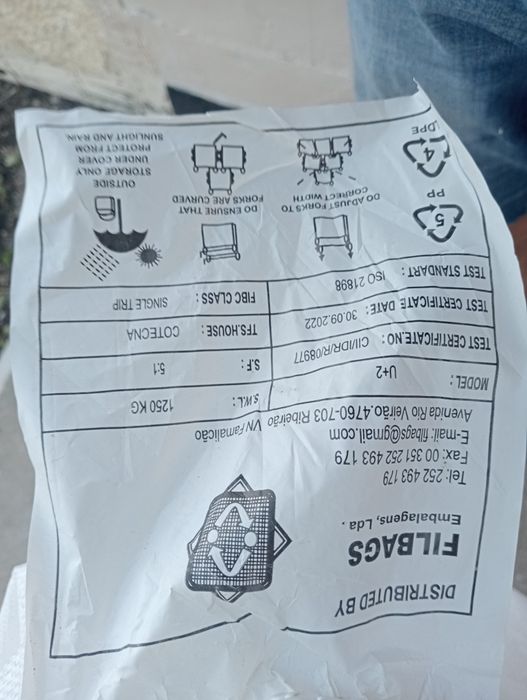 DISTRIBUTED BY
FILBAGS
Embalagens, Lda.
Tel: 252 493 179
Fax: 00 351 252 493 179
E-mail: filbags@gmail.com
Avenida Rio Veirão.4760-703 Ribeirão VN Famalicão
MODEL: U+2 S.W.L: 1250 KG
TEST CERTIFICATE.NO: CII/IDR/R/08977 S.F: 5:1
TEST CERTIFICATE DATE: 30.09.2022 TFS.HOUSE: COTECNA
TEST STANDART: ISO 21898 FIBC CLASS: SINGLE TRIP
5
PP
4
LDPE
DO ADJUST FORKS TO
CORRECT WIDTH
DO ENSURE THAT
FORKS ARE CURVED
OUTSIDE
STORAGE ONLY
UNDER COVER
PROTECT FROM
SUNLIGHT AND RAIN.